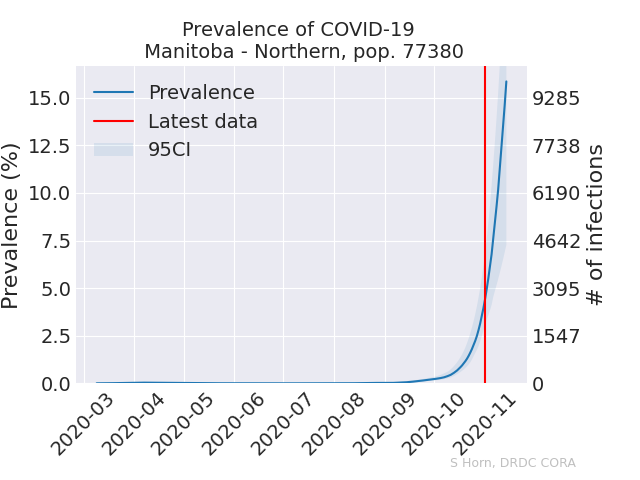 Prevalence of COVID-19
Manitoba - Northern, pop. 77380
Prevalence
Latest data
95CI
Prevalence (%)
15.0
12.5
10.0
7.5
5.0
2.5
0.0
9285
7738
6190
4642
3095
1547
0
# of infections
2020-03
2020-04
2020-05
2020-06
2020-07
2020-08
2020-09
2020-10
2020-11
S Horn, DRDC CORA